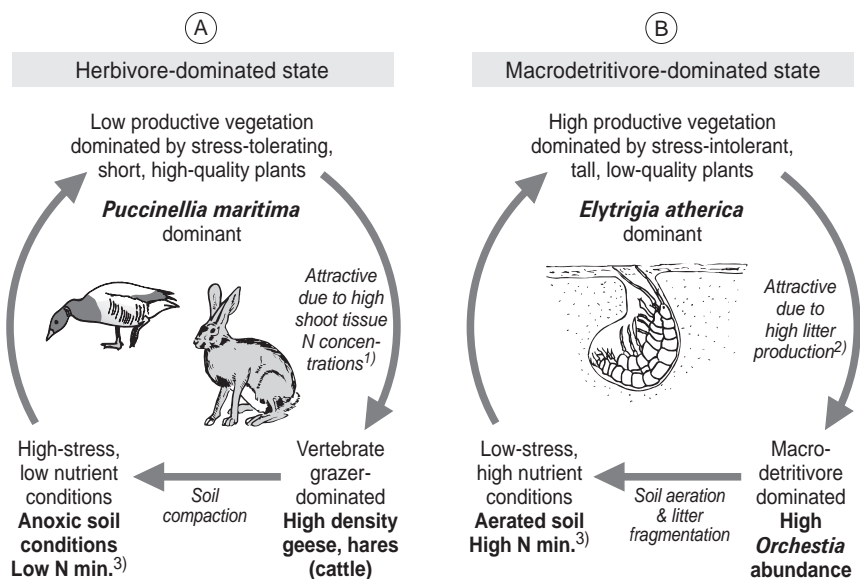 A
Herbivore-dominated state
Low productive vegetation
dominated by stress-tolerating,
short, high-quality plants
Puccinellia maritima
dominant
Attractive
due to high
shoot tissue
N concen-
trations1)
Vertebrate
grazer-
dominated
High density
geese, hares
(cattle)
Soil
compaction
High-stress,
low nutrient
conditions
Anoxic soil
conditions
Low N min.3)
B
Macrodetritivore-dominated state
High productive vegetation
dominated by stress-intolerant,
tall, low-quality plants
Elytrigia atherica
dominant
Attractive
due to
high litter
production2)
Macro-
detritivore
dominated
High
Orchestia
abundance
Soil aeration
& litter
fragmentation
Low-stress,
high nutrient
conditions
Aerated soil
High N min.3)